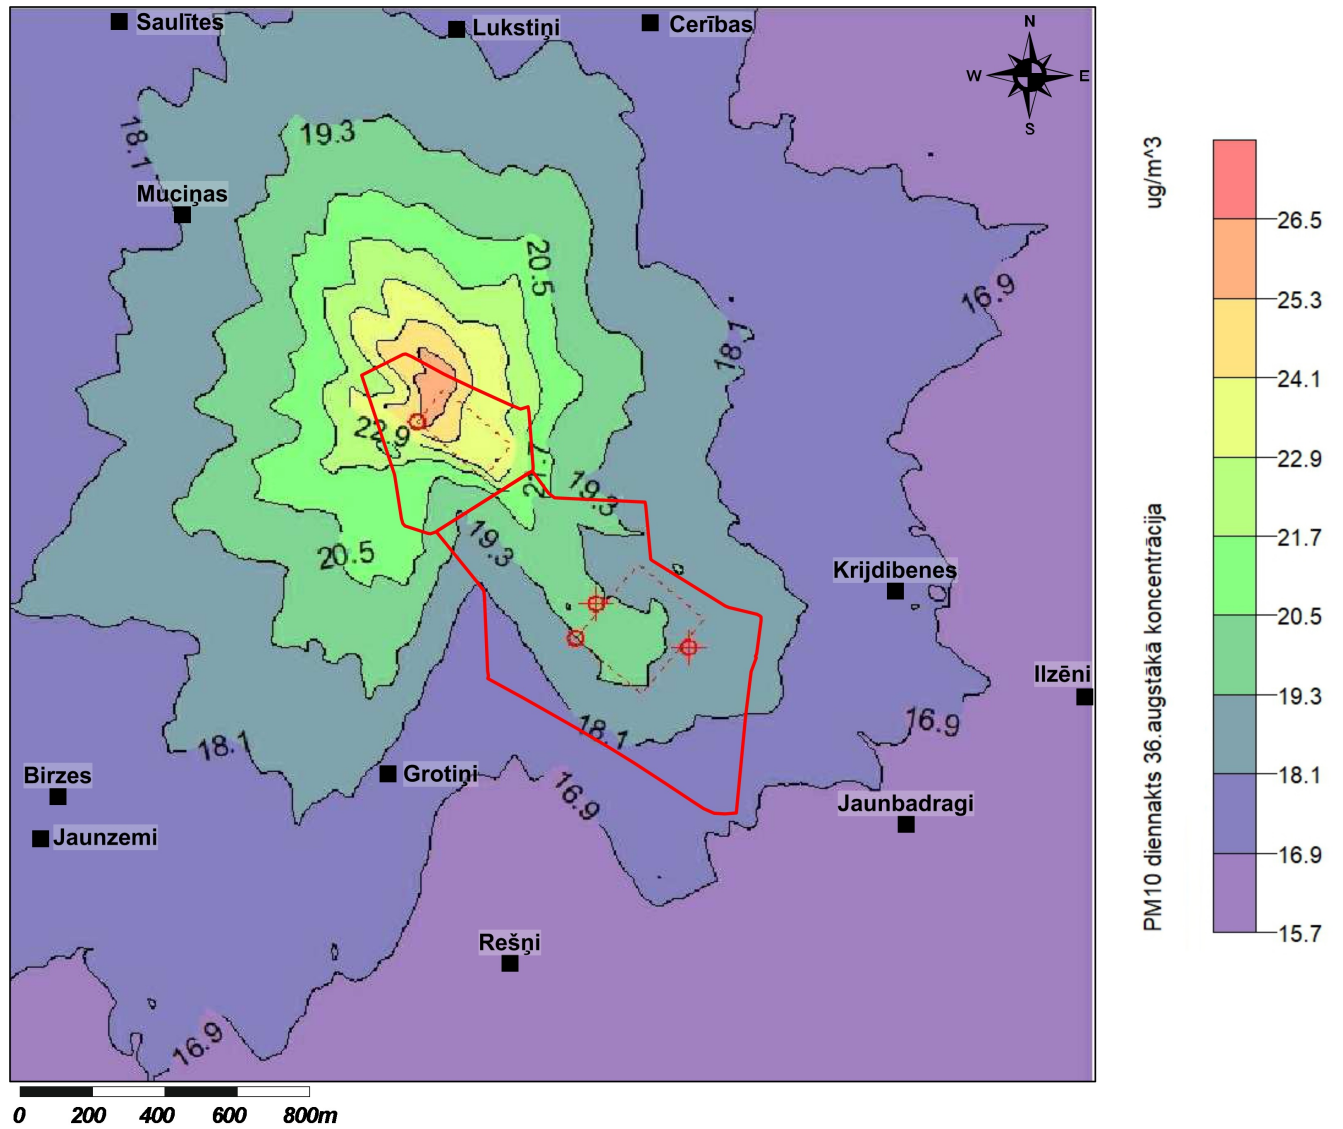 Saulītes
Lukstiņi
Cerības
N
W
E
S
18.1
19.3
Muciņas
20.5
16.9
18.1
22.9
21.7
19.3
19.3
20.5
Krijdibenes
Ilzēni
18.1
18.1
16.9
Birzes
Grotiņi
16.9
Jaunbadragi
Jaunzemi
Rešņi
16.9
0 200 400 600 800m
ug/m^3
PM10 diennakts 36.augstākā koncentrācija
26.5
25.3
24.1
22.9
21.7
20.5
19.3
18.1
16.9
15.7